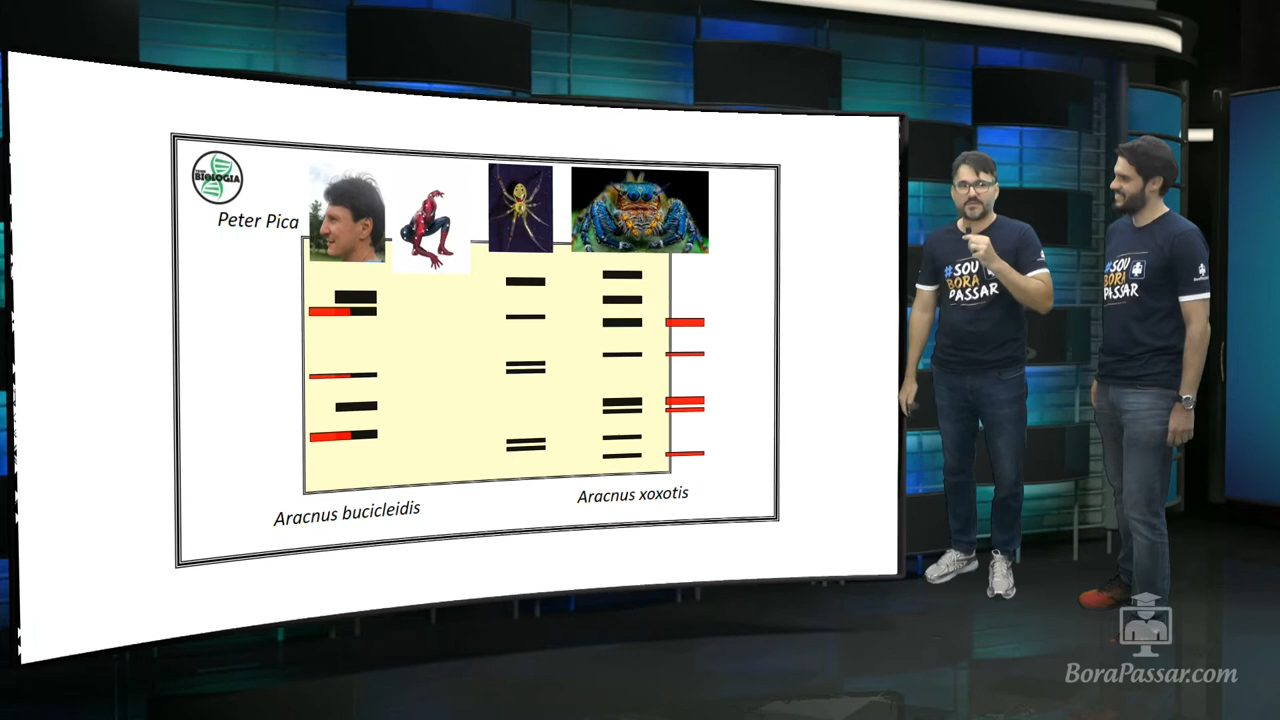 BIOLOGIA
Peter Pica
Aracnus bucicleidis
Aracnus xoxotis
#SOU
BORA
PASSAR
#SOU
BORA
PASSAR
BoraPassar.com